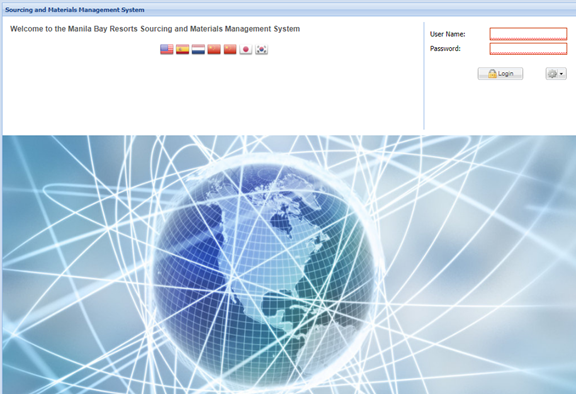 Sourcing and Materials Management System
Welcome to the Manila Bay Resorts Sourcing and Materials Management System
User Name:
Password:
Login